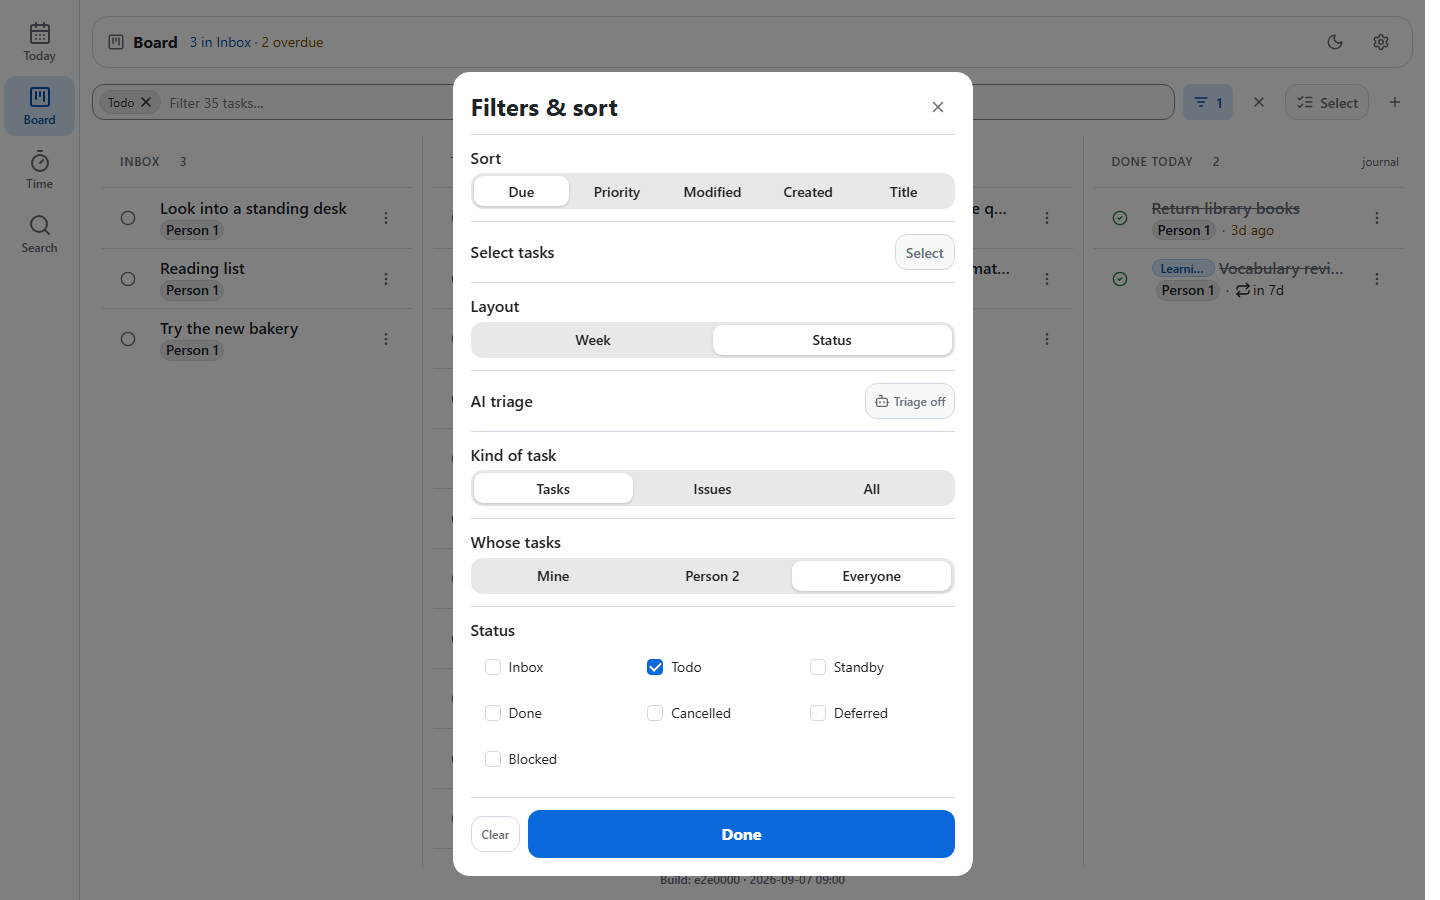 Today
Board
Time
Search
Board 3 in Inbox · 2 overdue
Todo Filter 35 tasks...
1
Select
INBOX 3
Look into a standing desk
Person 1
Reading list
Person 1
Try the new bakery
Person 1
e q...
mat...
DONE TODAY 2 journal
Return library books
Person 1 · 3d ago
Learni... Vocabulary revi...
Person 1 · in 7d
Filters & sort
Sort
Due Priority Modified Created Title
Select tasks Select
Layout
Week Status
AI triage Triage off
Kind of task
Tasks Issues All
Whose tasks
Mine Person 2 Everyone
Status
Inbox Todo Standby
Done Cancelled Deferred
Blocked
Clear Done
Build: e2e0000 · 2026-09-07 09:00